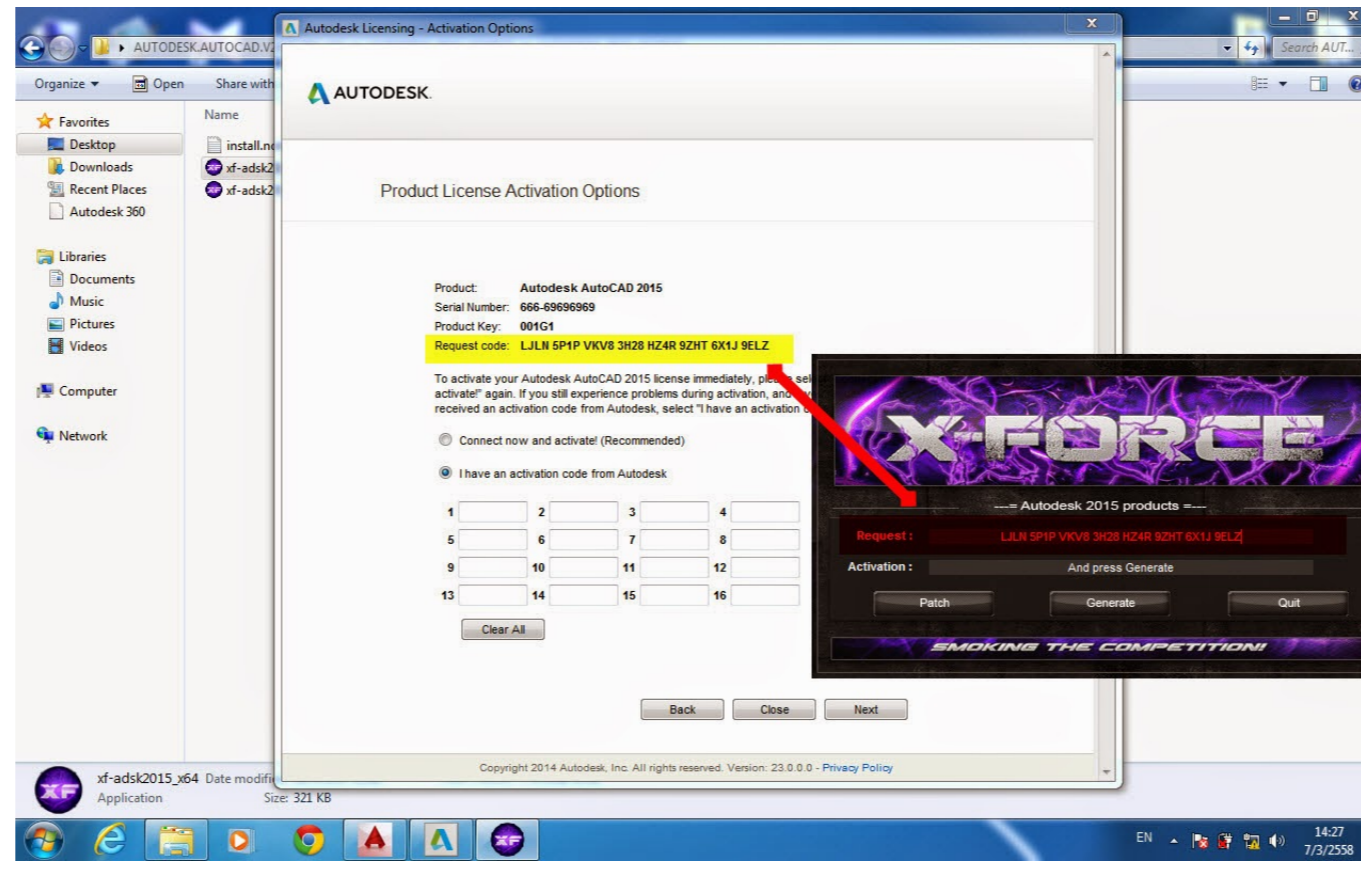 Autodesk Licensing - Activation Options
X
X
AUTODESK.AUTOCAD.V2
Search AUT...
Organize
Open
Share with
AUTODESK.
Favorites
Desktop
Downloads
Recent Places
Autodesk 360
Libraries
Documents
Music
Pictures
Videos
Computer
Network
Name
install.no
xf-adsk2
xf-adsk2
Product License Activation Options
Product: Autodesk AutoCAD 2015
Serial Number: 666-69696969
Product Key: 001G1
Request code: LJLN 5P1P VKV8 3H28 HZ4R 9ZHT 6X1J 9ELZ
To activate your Autodesk AutoCAD 2015 license immediately, please sel
activate!" again. If you still experience problems during activation, and
received an activation code from Autodesk, select "I have an activation
Connect now and activate! (Recommended)
I have an activation code from Autodesk
1 2 3 4
5 6 7 8
9 10 11 12
13 14 15 16
Clear All
Back Close Next
Copyright 2014 Autodesk, Inc. All rights reserved. Version: 23.0.0.0 - Privacy Policy
X-FORCE
---= Autodesk 2015 products =---
Request : LJLN 5P1P VKV8 3H28 HZ4R 9ZHT 6X1J 9ELZ
Activation : And press Generate
Patch Generate Quit
SMOKING THE COMPETITION!
XF
xf-adsk2015_x64 Date modifi
Application Size: 321 KB
XF
EN
14:27
7/3/2558